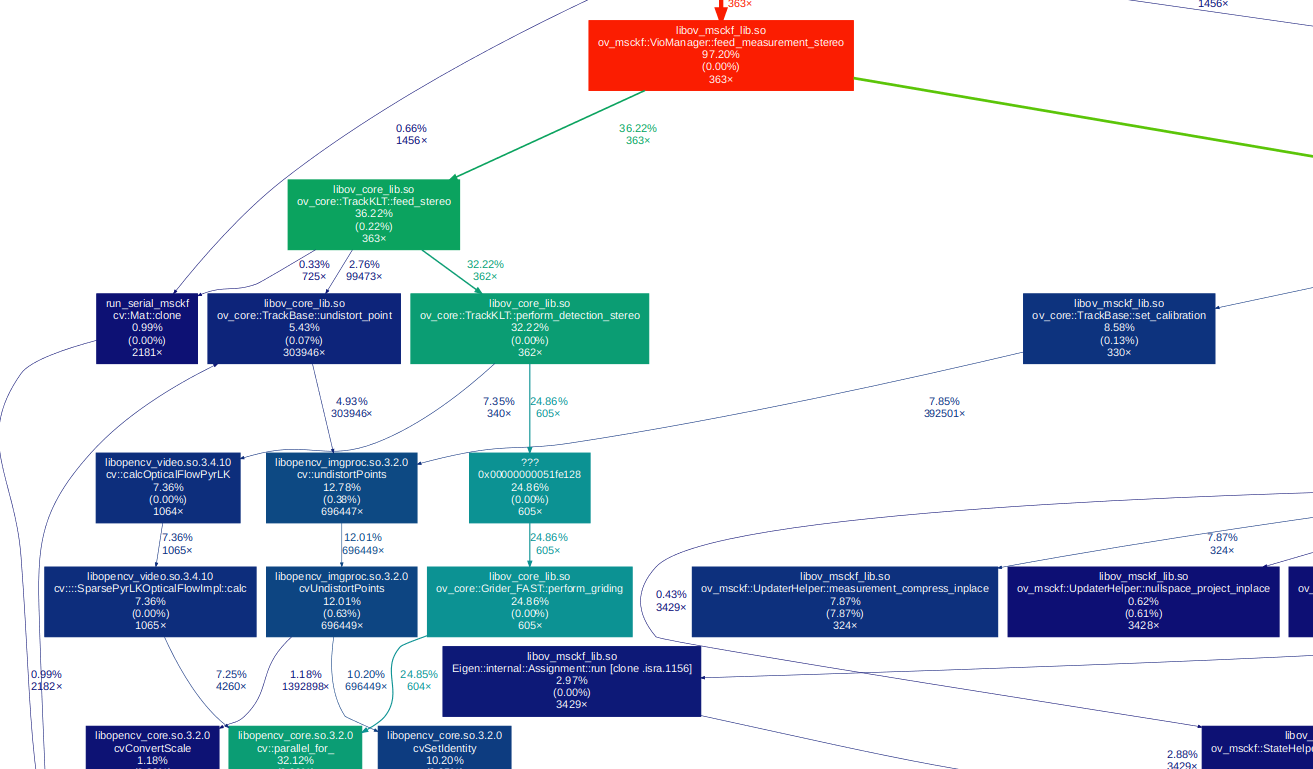 363×
1456×
libov_msckf_lib.so
ov_msckf::VioManager::feed_measurement_stereo
97.20%
(0.00%)
363×
0.66%
1456×
36.22%
363×
libov_core_lib.so
ov_core::TrackKLT::feed_stereo
36.22%
(0.22%)
363×
0.33%
725×
2.76%
99473×
32.22%
362×
run_serial_msckf
cv::Mat::clone
0.99%
(0.00%)
2181×
libov_core_lib.so
ov_core::TrackBase::undistort_point
5.43%
(0.07%)
303946×
libov_core_lib.so
ov_core::TrackKLT::perform_detection_stereo
32.22%
(0.00%)
362×
libov_msckf_lib.so
ov_core::TrackBase::set_calibration
8.58%
(0.13%)
330×
4.93%
303946×
7.35%
340×
24.86%
605×
7.85%
392501×
libopencv_video.so.3.4.10
cv::calcOpticalFlowPyrLK
7.36%
(0.00%)
1064×
libopencv_imgproc.so.3.2.0
cv::undistortPoints
12.78%
(0.38%)
696447×
???
0x00000000051fe128
24.86%
(0.00%)
605×
7.36%
1065×
12.01%
696449×
24.86%
605×
7.87%
324×
libopencv_video.so.3.4.10
cv::::SparsePyrLKOpticalFlowImpl::calc
7.36%
(0.00%)
1065×
libopencv_imgproc.so.3.2.0
cvUndistortPoints
12.01%
(0.63%)
696449×
libov_core_lib.so
ov_core::Grider_FAST::perform_griding
24.86%
(0.00%)
605×
0.43%
3429×
libov_msckf_lib.so
ov_msckf::UpdaterHelper::measurement_compress_inplace
7.87%
(7.87%)
324×
libov_msckf_lib.so
ov_msckf::UpdaterHelper::nullspace_project_inplace
0.62%
(0.61%)
3428×
ov_
0.99%
2182×
7.25%
4260×
1.18%
1392898×
10.20%
696449×
24.85%
604×
libov_msckf_lib.so
Eigen::internal::Assignment::run [clone .isra.1156]
2.97%
(0.00%)
3429×
libopencv_core.so.3.2.0
cvConvertScale
1.18%
libopencv_core.so.3.2.0
cv::parallel_for_
32.12%
libopencv_core.so.3.2.0
cvSetIdentity
10.20%
2.88%
3429×
libov_
ov_msckf::StateHelpe